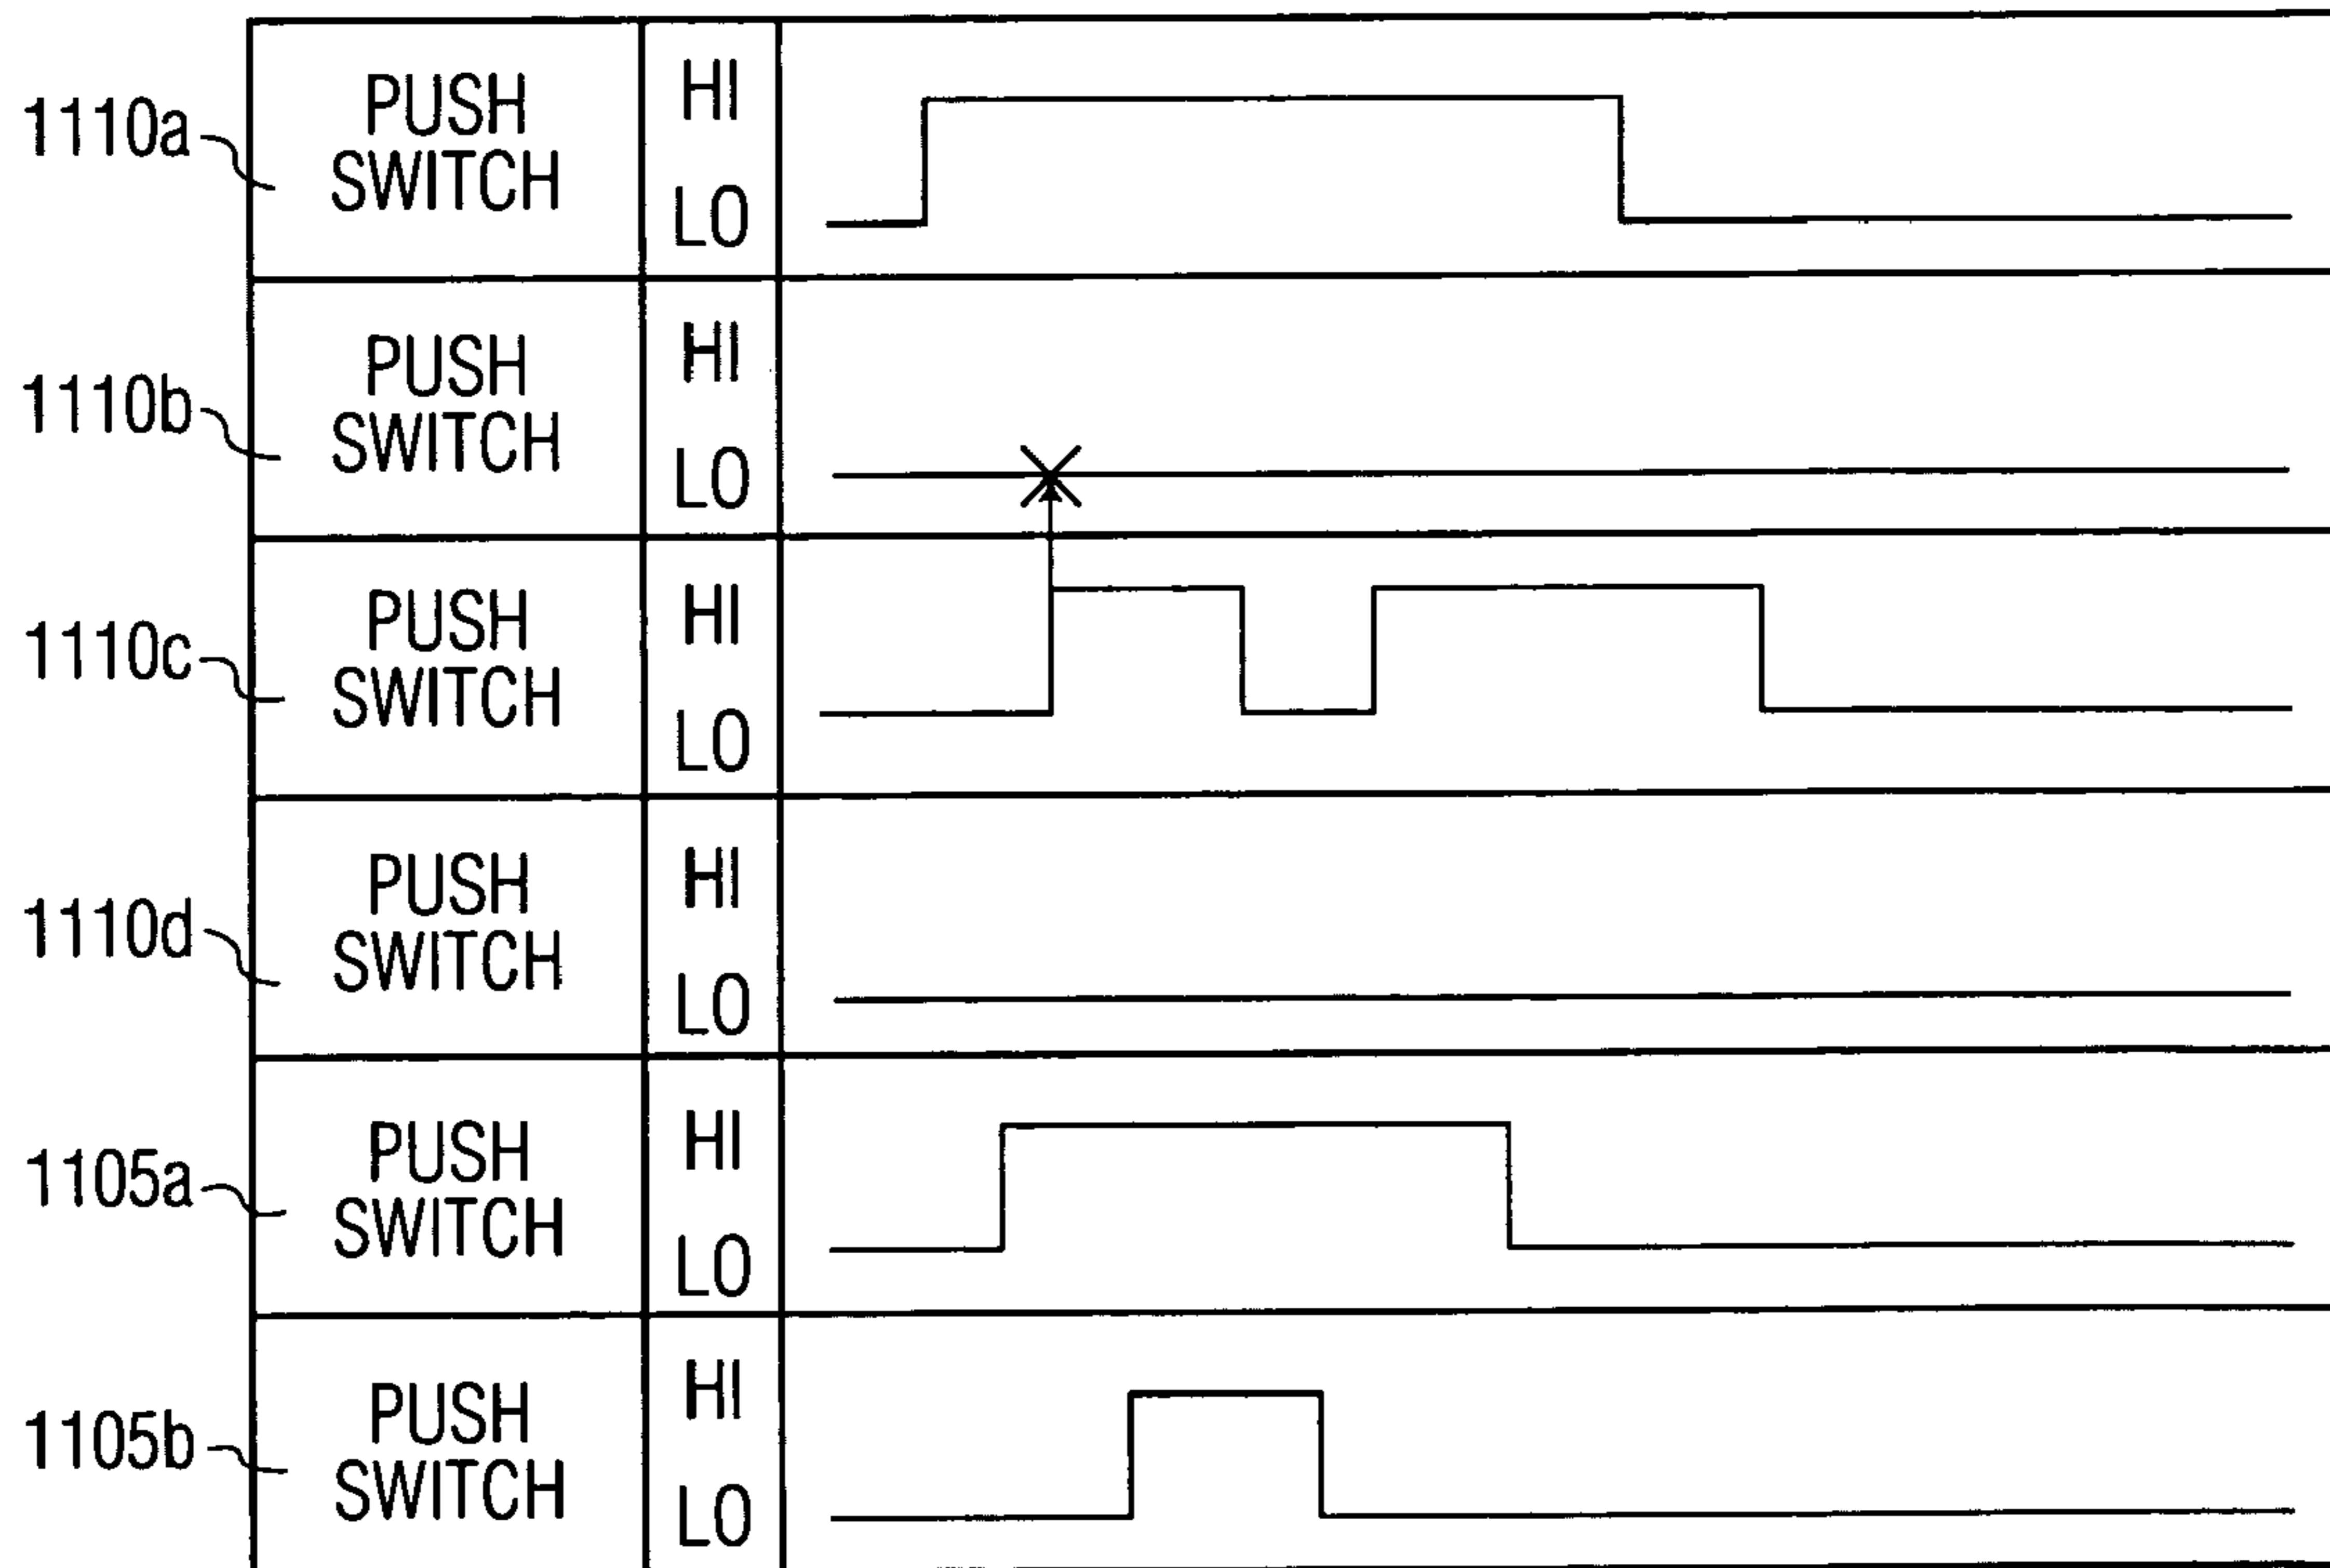 1110a
PUSH
SWITCH
HI
LO
1110b
PUSH
SWITCH
HI
LO
1110c
PUSH
SWITCH
HI
LO
1110d
PUSH
SWITCH
HI
LO
1105a
PUSH
SWITCH
HI
LO
1105b
PUSH
SWITCH
HI
LO